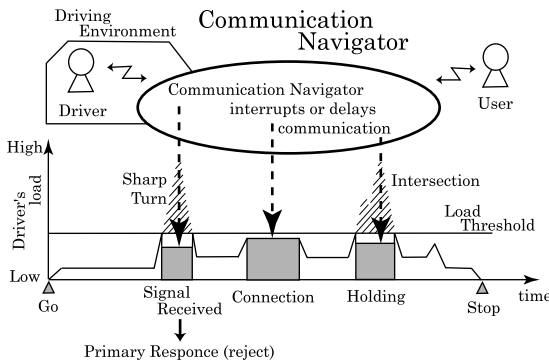 Communication
Navigator
Driving
Environment
Driver
User
Communication Navigator
interrupts or delays
communication
High
Driver's
load
Low
Sharp
Turn
Intersection
Load
Threshold
Go
Signal
Received
Connection
Holding
Stop
time
Primary Responce (reject)